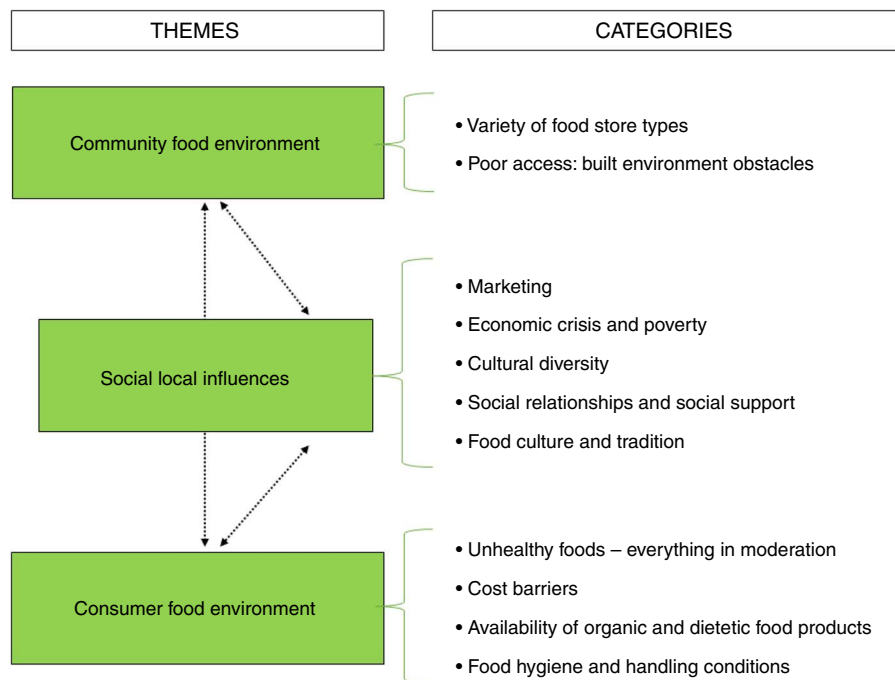 THEMES
CATEGORIES
Community food environment
• Variety of food store types
• Poor access: built environment obstacles
Social local influences
• Marketing
• Economic crisis and poverty
• Cultural diversity
• Social relationships and social support
• Food culture and tradition
Consumer food environment
• Unhealthy foods – everything in moderation
• Cost barriers
• Availability of organic and dietetic food products
• Food hygiene and handling conditions